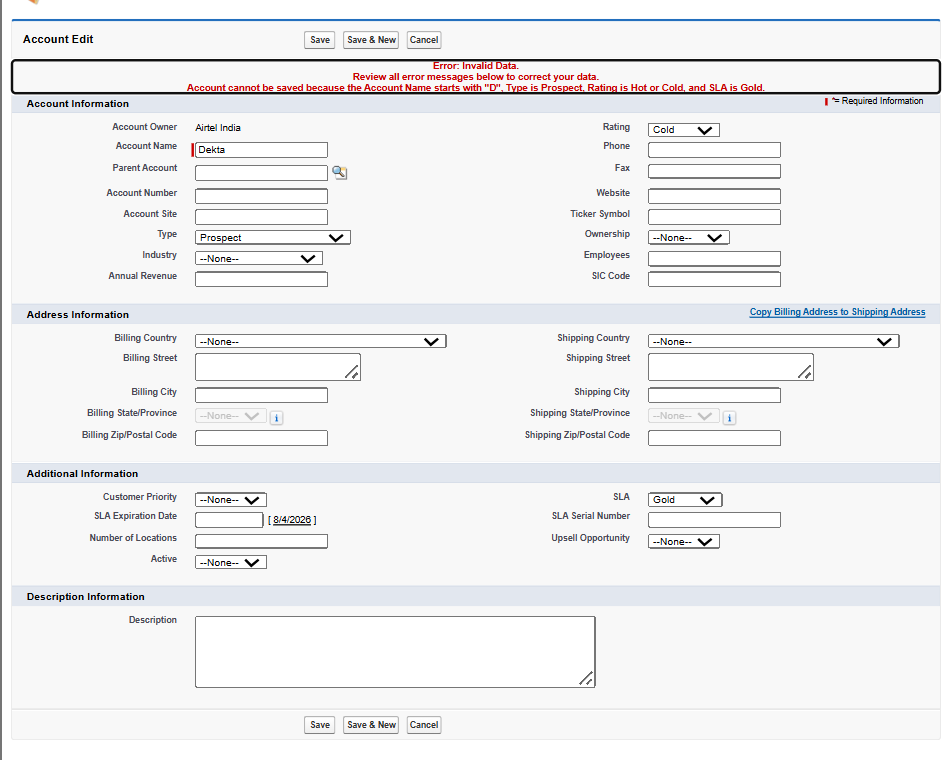 Account Edit Save Save & New Cancel
Error: Invalid Data.
Review all error messages below to correct your data.
Account cannot be saved because the Account Name starts with "D", Type is Prospect, Rating is Hot or Cold, and SLA is Gold.
Account Information *= Required Information
Account Owner Airtel India Rating Cold
Account Name Dekta Phone
Parent Account Fax
Account Number Website
Account Site Ticker Symbol
Type Prospect Ownership --None--
Industry --None-- Employees
Annual Revenue SIC Code
Address Information Copy Billing Address to Shipping Address
Billing Country --None-- Shipping Country --None--
Billing Street Shipping Street
Billing City Shipping City
Billing State/Province --None-- i Shipping State/Province --None-- i
Billing Zip/Postal Code Shipping Zip/Postal Code
Additional Information
Customer Priority --None-- SLA Gold
SLA Expiration Date [ 8/4/2026 ] SLA Serial Number
Number of Locations Upsell Opportunity --None--
Active --None--
Description Information
Description
Save Save & New Cancel